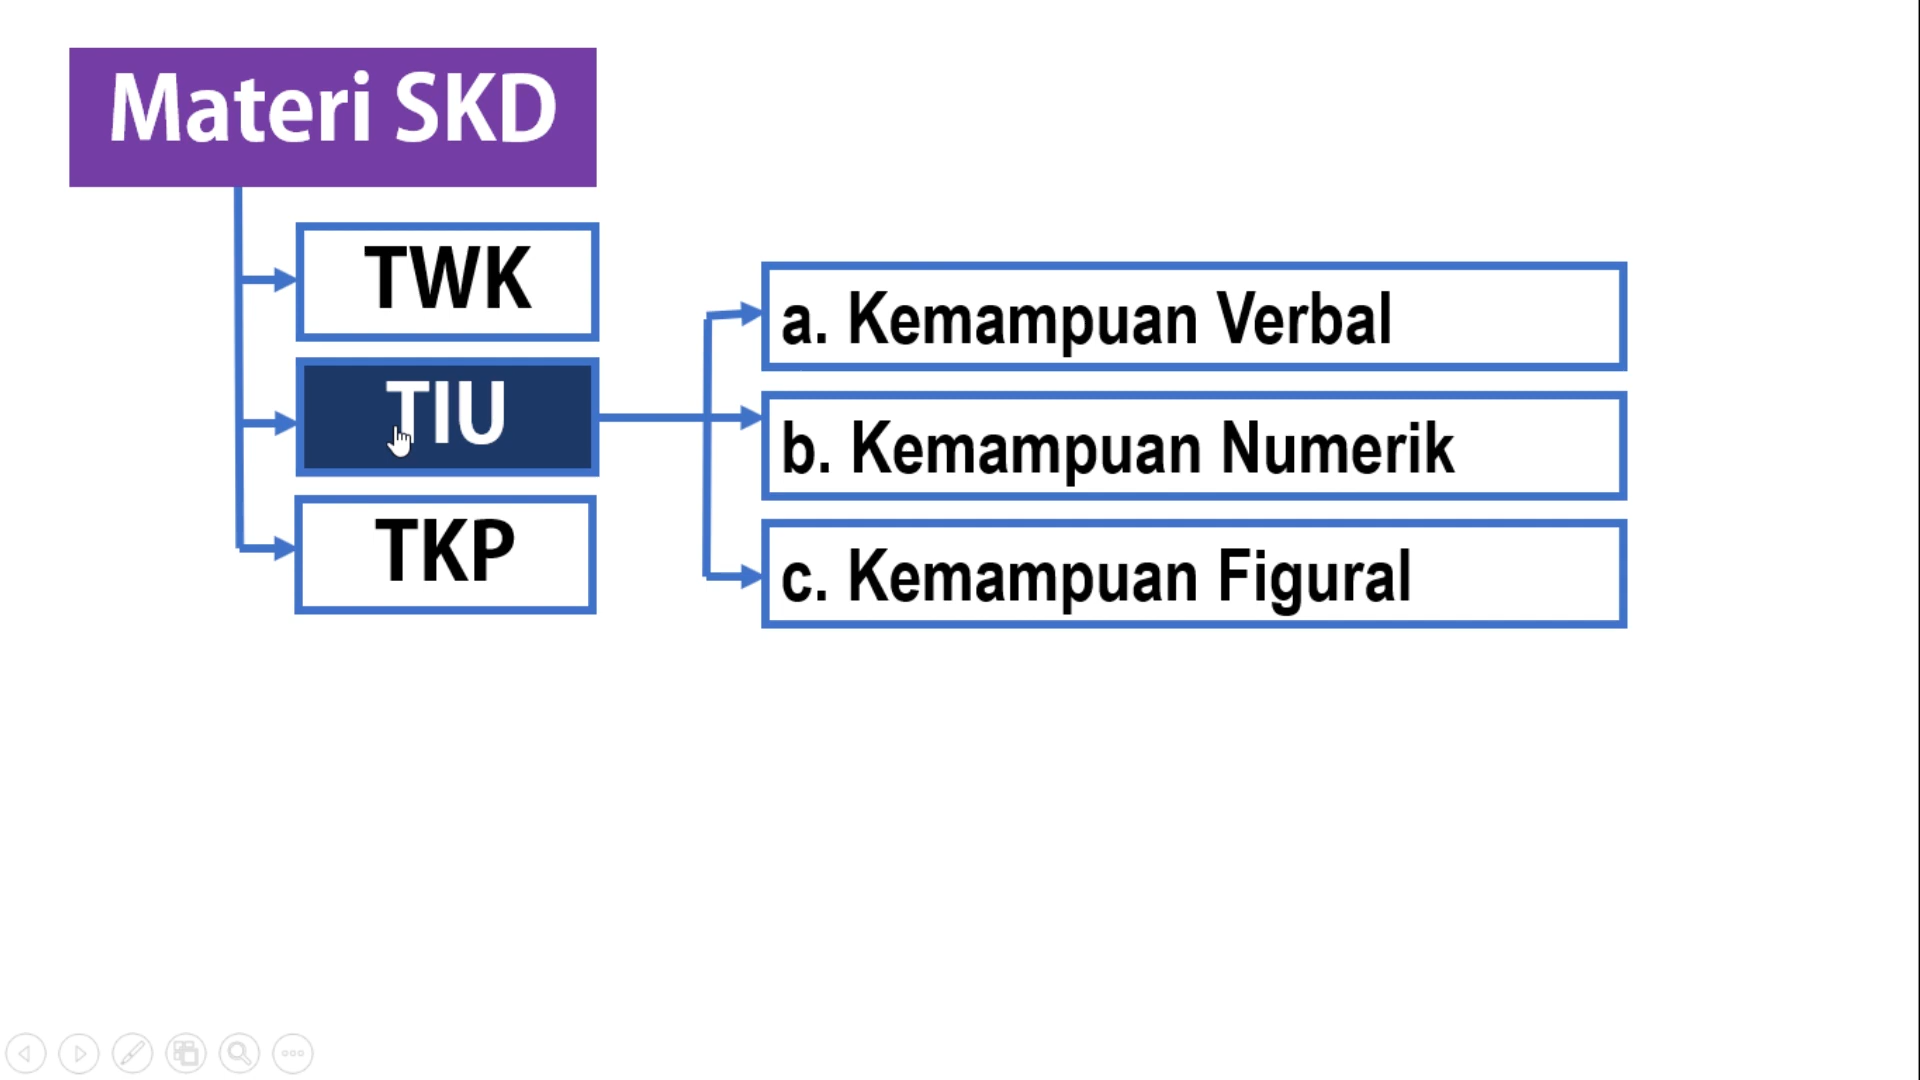 Materi SKD
TWK
TIU
TKP
a. Kemampuan Verbal
b. Kemampuan Numerik
c. Kemampuan Figural